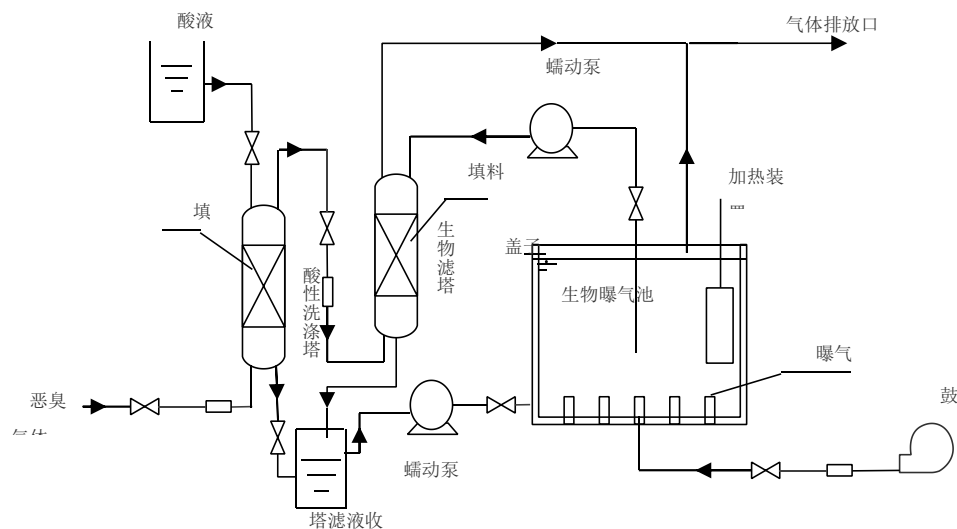 酸液
气体排放口
蠕动泵
填料
加热装
填
生物滤塔
盖子
酸性洗涤塔
生物曝气池
曝气
恶臭
鼓
蠕动泵
塔滤液收